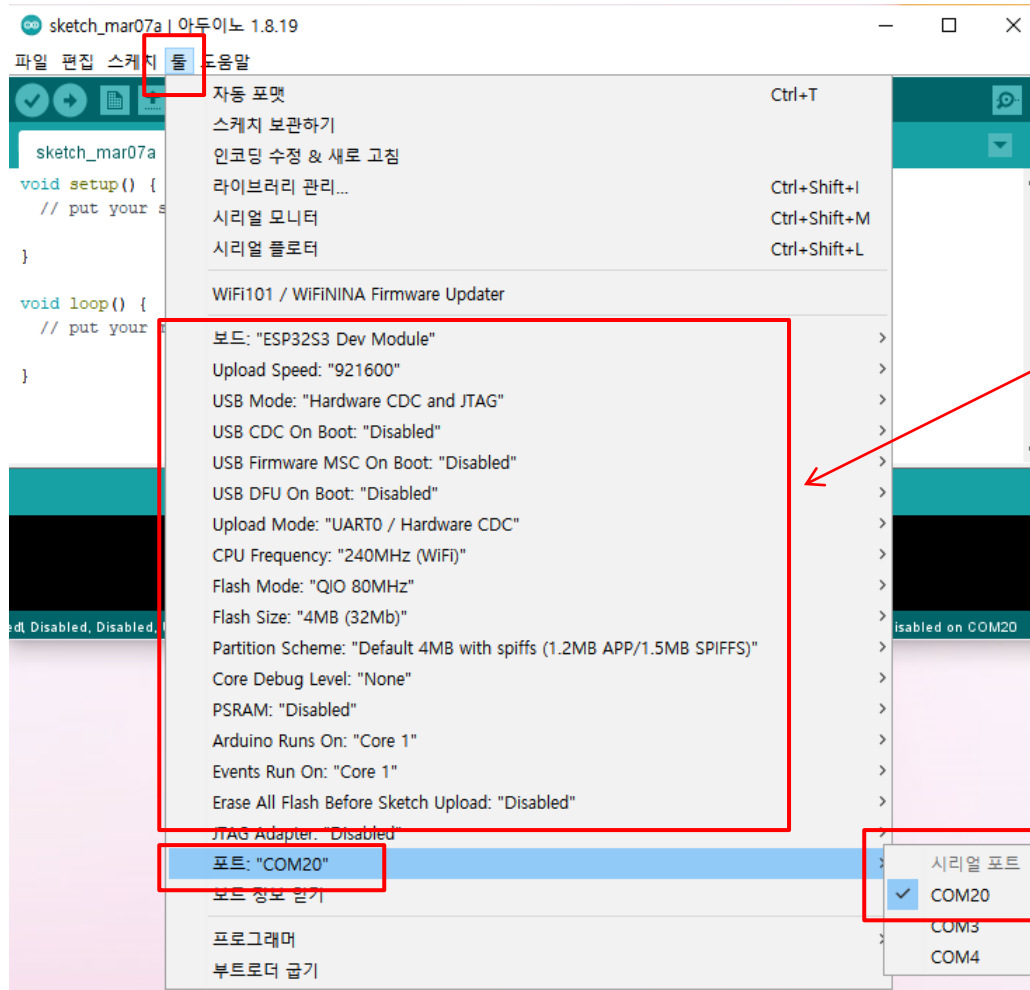 sketch_mar07a | 아두이노 1.8.19
파일 편집 스케치 툴 도움말
sketch_mar07a
void setup() {
// put your s
}
void loop() {
// put your r
}
자동 포맷 Ctrl+T
스케치 보관하기
인코딩 수정 & 새로 고침
라이브러리 관리... Ctrl+Shift+I
시리얼 모니터 Ctrl+Shift+M
시리얼 플로터 Ctrl+Shift+L
WiFi101 / WiFiNINA Firmware Updater
보드: "ESP32S3 Dev Module"
Upload Speed: "921600"
USB Mode: "Hardware CDC and JTAG"
USB CDC On Boot: "Disabled"
USB Firmware MSC On Boot: "Disabled"
USB DFU On Boot: "Disabled"
Upload Mode: "UART0 / Hardware CDC"
CPU Frequency: "240MHz (WiFi)"
Flash Mode: "QIO 80MHz"
Flash Size: "4MB (32Mb)"
Partition Scheme: "Default 4MB with spiffs (1.2MB APP/1.5MB SPIFFS)"
Core Debug Level: "None"
PSRAM: "Disabled"
Arduino Runs On: "Core 1"
Events Run On: "Core 1"
Erase All Flash Before Sketch Upload: "Disabled"
JTAG Adapter: "Disabled"
포트: "COM20"
보드 정보 얻기
프로그래머
부트로더 굽기
시리얼 포트
COM20
COM3
COM4
Disabled, Disabled, isabled on COM20